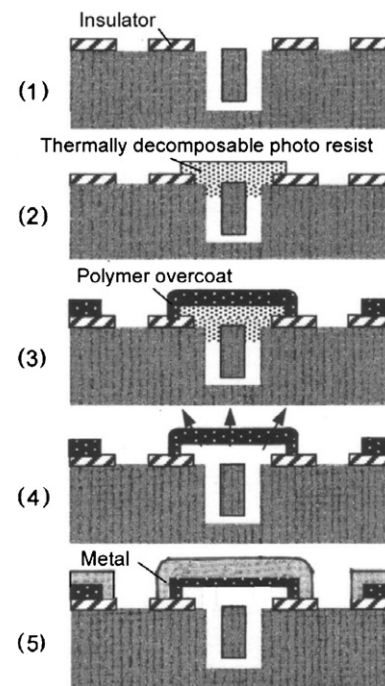 Insulator
(1)
Thermally decomposable photo resist
(2)
Polymer overcoat
(3)
(4)
Metal
(5)